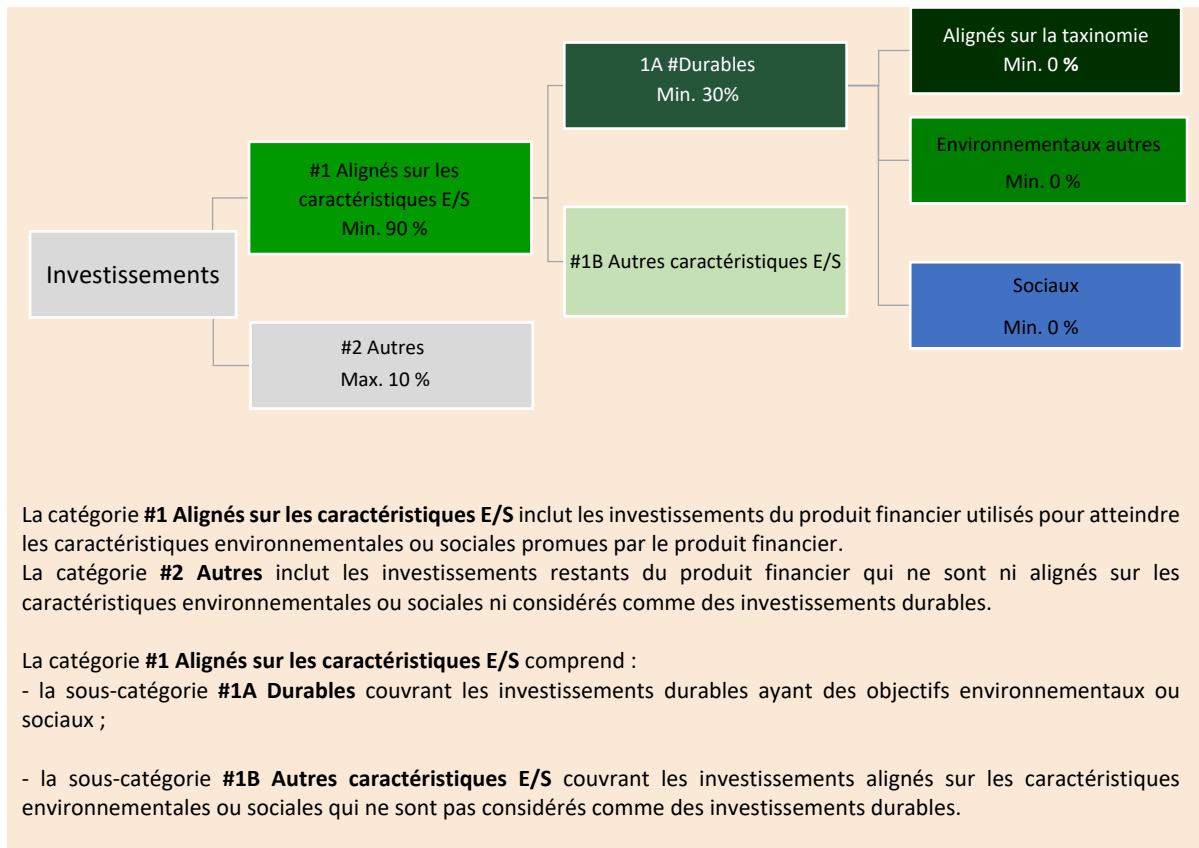 Alignés sur la taxinomie
Min. 0 %
1A #Durables
Min. 30%
Environnementaux autres
Min. 0 %
#1 Alignés sur les
caractéristiques E/S
Min. 90 %
#1B Autres caractéristiques E/S
Investissements
Sociaux
Min. 0 %
#2 Autres
Max. 10 %
La catégorie #1 Alignés sur les caractéristiques E/S inclut les investissements du produit financier utilisés pour atteindre
les caractéristiques environnementales ou sociales promues par le produit financier.
La catégorie #2 Autres inclut les investissements restants du produit financier qui ne sont ni alignés sur les
caractéristiques environnementales ou sociales ni considérés comme des investissements durables.
La catégorie #1 Alignés sur les caractéristiques E/S comprend :
- la sous-catégorie #1A Durables couvrant les investissements durables ayant des objectifs environnementaux ou
sociaux ;
- la sous-catégorie #1B Autres caractéristiques E/S couvrant les investissements alignés sur les caractéristiques
environnementales ou sociales qui ne sont pas considérés comme des investissements durables.